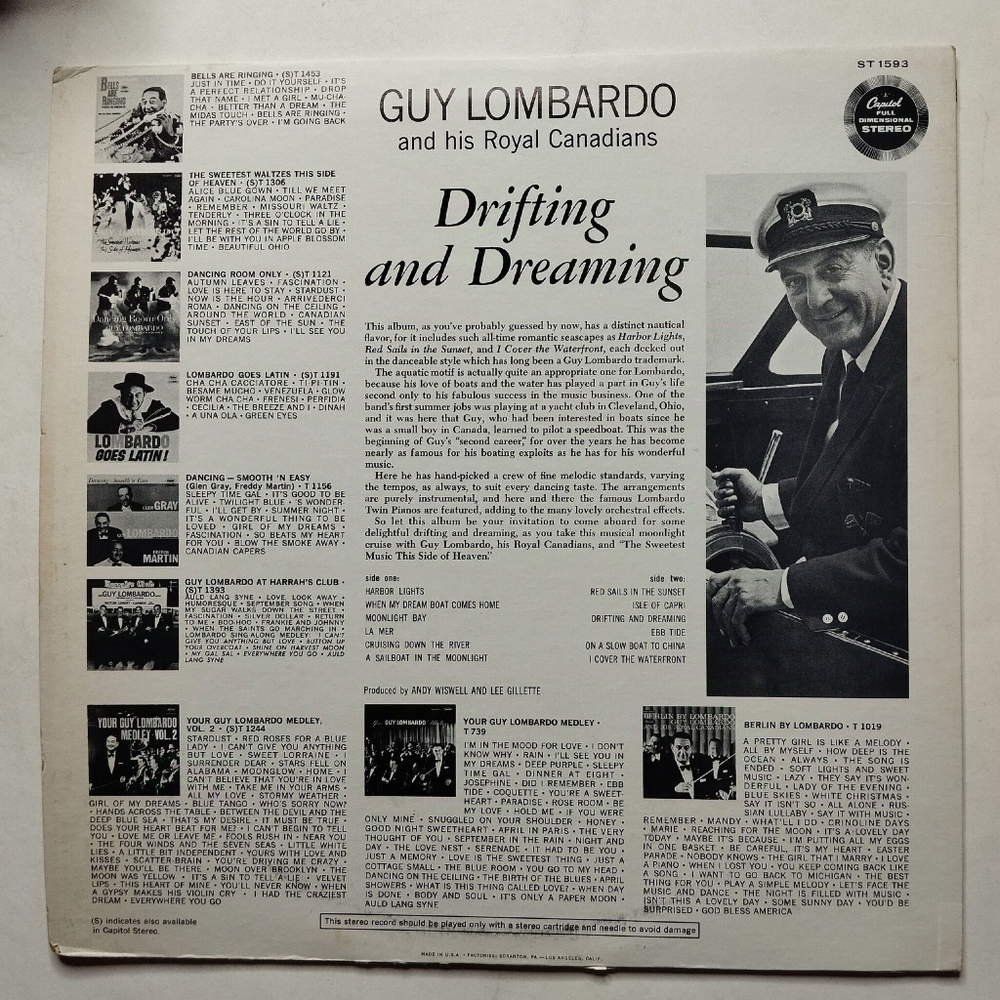 ST1593
Capitol
FULL
DIMENSIONAL
STEREO
GUY LOMBARDO
and his Royal Canadians
Drifting
and Dreaming
BELLS ARE RINGING • (S)T 1453
JUST IN TIME • DO IT YOURSELF • IT'S
A PERFECT RELATIONSHIP • DROP
THAT NAME • I MET A GIRL • MU-CHA-
CHA • BETTER THAN A DREAM • THE
MIDAS TOUCH • BELLS ARE RINGING •
THE PARTY'S OVER • I'M GOING BACK
THE SWEETEST WALTZES THIS SIDE
OF HEAVEN • (S)T 1306
ALICE BLUE GOWN • TILL WE MEET
AGAIN • CAROLINA MOON • PARADISE
• REMEMBER • MISSOURI WALTZ •
TENDERLY • THREE O'CLOCK IN THE
MORNING • IT'S A SIN TO TELL A LIE •
LET THE REST OF THE WORLD GO BY •
I'LL BE WITH YOU IN APPLE BLOSSOM
TIME • BEAUTIFUL OHIO
DANCING ROOM ONLY • (S)T 1121
AUTUMN LEAVES • FASCINATION •
LOVE IS HERE TO STAY • STARDUST •
NOW IS THE HOUR • ARRIVEDERCI
ROMA • DANCING ON THE CEILING •
AROUND THE WORLD • CANADIAN
SUNSET • EAST OF THE SUN • THE
TOUCH OF YOUR LIPS • I'LL SEE YOU
IN MY DREAMS
LOMBARDO GOES LATIN • (S)T 1191
CHA CHA CACCIATORE • TI-PI-TIN •
BESAME MUCHO • VENEZUELA • GLOW
WORM CHA CHA • FRENESI • PERFIDIA
• CECILIA • THE BREEZE AND I • DINAH
• A UNA OLA • GREEN EYES
LOMBARDO
GOES LATIN!
DANCING — SMOOTH 'N EASY
(Glen Gray, Freddy Martin) • T 1156
SLEEPY TIME GAL • IT'S GOOD TO BE
ALIVE • TWILIGHT BLUE • 'S WONDER-
FUL • I'LL GET BY • SUMMER NIGHT •
IT'S A WONDERFUL THING TO BE
LOVED • GIRL OF MY DREAMS •
FASCINATION • SO BEATS MY HEART
FOR YOU • BLOW THE SMOKE AWAY •
CANADIAN CAPERS
GLEN GRAY
LOMBARDO
FREDDY
MARTIN
GUY LOMBARDO AT HARRAH'S CLUB •
(S)T 1393
AULD LANG SYNE • LOVE, LOOK AWAY •
HUMORESQUE • SEPTEMBER SONG • WHEN
MY SUGAR WALKS DOWN THE STREET •
FASCINATION • SILVER DOLLAR • RETURN
TO ME • BOO-HOO • FRANKIE AND JOHNNY
• WHEN THE SAINTS GO MARCHING IN •
LOMBARDO SING-ALONG MEDLEY: I CAN'T
GIVE YOU ANYTHING BUT LOVE • BUTTON UP
YOUR OVERCOAT • SHINE ON HARVEST MOON
• MY GAL SAL • EVERYWHERE YOU GO • AULD
LANG SYNE
This album, as you've probably guessed by now, has a distinct nautical
flavor, for it includes such all-time romantic seascapes as Harbor Lights,
Red Sails in the Sunset, and I Cover the Waterfront, each decked out
in the danceable style which has long been a Guy Lombardo trademark.
The aquatic motif is actually quite an appropriate one for Lombardo,
because his love of boats and the water has played a part in Guy's life
second only to his fabulous success in the music business. One of the
band's first summer jobs was playing at a yacht club in Cleveland, Ohio,
and it was here that Guy, who had been interested in boats since he
was a small boy in Canada, learned to pilot a speedboat. This was the
beginning of Guy's "second career," for over the years he has become
nearly as famous for his boating exploits as he has for his wonderful
music.
Here he has hand-picked a crew of fine melodic standards, varying
the tempos, as always, to suit every dancing taste. The arrangements
are purely instrumental, and here and there the famous Lombardo
Twin Pianos are featured, adding to the many lovely orchestral effects.
So let this album be your invitation to come aboard for some
delightful drifting and dreaming, as you take this musical moonlight
cruise with Guy Lombardo, his Royal Canadians, and "The Sweetest
Music This Side of Heaven."
side one:
HARBOR LIGHTS
WHEN MY DREAM BOAT COMES HOME
MOONLIGHT BAY
LA MER
CRUISING DOWN THE RIVER
A SAILBOAT IN THE MOONLIGHT
side two:
RED SAILS IN THE SUNSET
ISLE OF CAPRI
DRIFTING AND DREAMING
EBB TIDE
ON A SLOW BOAT TO CHINA
I COVER THE WATERFRONT
Produced by ANDY WISWELL AND LEE GILLETTE
YOUR GUY LOMBARDO
MEDLEY VOL. 2
YOUR GUY LOMBARDO MEDLEY,
VOL. 2 • (S)T 1244
STARDUST • RED ROSES FOR A BLUE
LADY • I CAN'T GIVE YOU ANYTHING
BUT LOVE • SWEET LORRAINE • I
SURRENDER DEAR • STARS FELL ON
ALABAMA • MOONGLOW • HOME • I
CAN'T BELIEVE THAT YOU'RE IN LOVE
WITH ME • TAKE ME IN YOUR ARMS •
ALL MY LOVE • STORMY WEATHER •
GIRL OF MY DREAMS • BLUE TANGO • WHO'S SORRY NOW?
• HANDS ACROSS THE TABLE • BETWEEN THE DEVIL AND THE
DEEP BLUE SEA • THAT'S MY DESIRE • IT MUST BE TRUE •
DOES YOUR HEART BEAT FOR ME? • I CAN'T BEGIN TO TELL
YOU • LOVE ME OR LEAVE ME • FOOLS RUSH IN • NEAR YOU
• THE FOUR WINDS AND THE SEVEN SEAS • LITTLE WHITE
LIES • A LITTLE BIT INDEPENDENT • YOURS WITH LOVE AND
KISSES • SCATTER-BRAIN • YOU'RE DRIVING ME CRAZY •
MAYBE YOU'LL BE THERE • MOON OVER BROOKLYN • THE
MOON WAS YELLOW • IT'S A SIN TO TELL A LIE • VELVET
LIPS • THIS HEART OF MINE • YOU'LL NEVER KNOW • WHEN
A GYPSY MAKES HIS VIOLIN CRY • I HAD THE CRAZIEST
DREAM • EVERYWHERE YOU GO
GUY LOMBARDO
YOUR GUY LOMBARDO MEDLEY •
T 739
I'M IN THE MOOD FOR LOVE • I DON'T
KNOW WHY • RAIN • I'LL SEE YOU IN
MY DREAMS • DEEP PURPLE • SLEEPY
TIME GAL • DINNER AT EIGHT •
JOSEPHINE • DID I REMEMBER • EBB
TIDE • COQUETTE • YOU'RE A SWEET-
HEART • PARADISE • ROSE ROOM • BE
MY LOVE • HOLD ME • IF YOU WERE
ONLY MINE • SNUGGLED ON YOUR SHOULDER • HONEY •
GOOD NIGHT SWEETHEART • APRIL IN PARIS • THE VERY
THOUGHT OF YOU • SEPTEMBER IN THE RAIN • NIGHT AND
DAY • THE LOVE NEST • SERENADE • IT HAD TO BE YOU •
JUST A MEMORY • LOVE IS THE SWEETEST THING • JUST A
COTTAGE SMALL • THE BLUE ROOM • YOU GO TO MY HEAD •
DANCING ON THE CEILING • THE BIRTH OF THE BLUES • APRIL
SHOWERS • WHAT IS THIS THING CALLED LOVE? • WHEN DAY
IS DONE • BODY AND SOUL • IT'S ONLY A PAPER MOON •
AULD LANG SYNE
BERLIN BY LOMBARDO
BERLIN BY LOMBARDO • T 1019
A PRETTY GIRL IS LIKE A MELODY •
ALL BY MYSELF • HOW DEEP IS THE
OCEAN • ALWAYS • THE SONG IS
ENDED • SOFT LIGHTS AND SWEET
MUSIC • LAZY • THEY SAY IT'S WON-
DERFUL • LADY OF THE EVENING •
BLUE SKIES • WHITE CHRISTMAS •
SAY IT ISN'T SO • ALL ALONE • RUS-
SIAN LULLABY • SAY IT WITH MUSIC •
REMEMBER • MANDY • WHAT'LL I DO • CRINOLINE DAYS
• MARIE • REACHING FOR THE MOON • IT'S A LOVELY DAY
TODAY • MAYBE IT'S BECAUSE • I'M PUTTING ALL MY EGGS
IN ONE BASKET • BE CAREFUL, IT'S MY HEART • EASTER
PARADE • NOBODY KNOWS • THE GIRL THAT I MARRY • I LOVE
A PIANO • WHEN I LOST YOU • YOU KEEP COMING BACK LIKE
A SONG • I WANT TO GO BACK TO MICHIGAN • THE BEST
THING FOR YOU • PLAY A SIMPLE MELODY • LET'S FACE THE
MUSIC AND DANCE • THE NIGHT IS FILLED WITH MUSIC •
ISN'T THIS A LOVELY DAY • SOME SUNNY DAY • YOU'D BE
SURPRISED • GOD BLESS AMERICA
(S) indicates also available
in Capitol Stereo.
This stereo record should be played only with a stereo cartridge and needle to avoid damage
MADE IN U.S.A. • FACTORIES: SCRANTON, PA.—LOS ANGELES, CALIF.